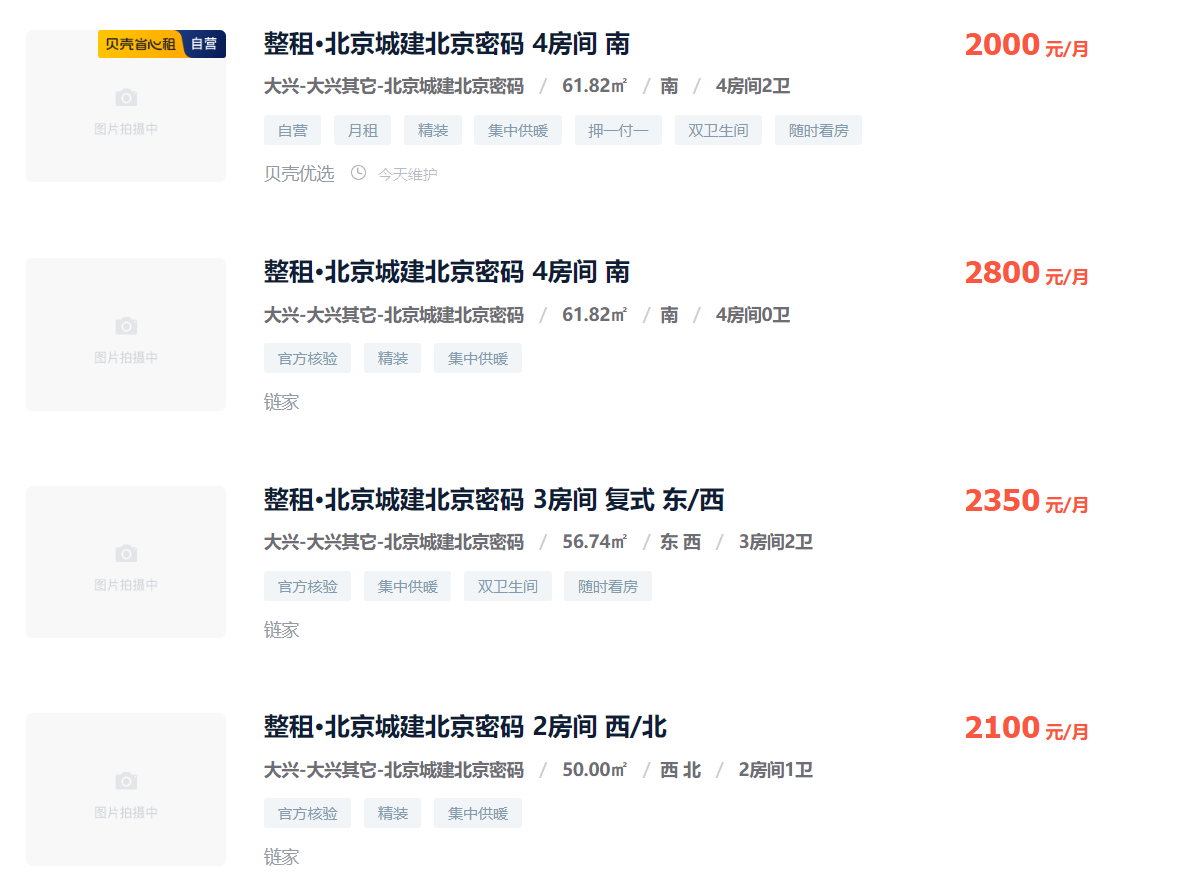 贝壳省心租 自营
图片拍摄中
整租·北京城建北京密码 4房间 南
2000 元/月
大兴-大兴其它-北京城建北京密码 / 61.82㎡ / 南 / 4房间2卫
自营 月租 精装 集中供暖 押一付一 双卫生间 随时看房
贝壳优选 今天维护
图片拍摄中
整租·北京城建北京密码 4房间 南
2800 元/月
大兴-大兴其它-北京城建北京密码 / 61.82㎡ / 南 / 4房间0卫
官方核验 精装 集中供暖
链家
图片拍摄中
整租·北京城建北京密码 3房间 复式 东/西
2350 元/月
大兴-大兴其它-北京城建北京密码 / 56.74㎡ / 东 西 / 3房间2卫
官方核验 集中供暖 双卫生间 随时看房
链家
图片拍摄中
整租·北京城建北京密码 2房间 西/北
2100 元/月
大兴-大兴其它-北京城建北京密码 / 50.00㎡ / 西 北 / 2房间1卫
官方核验 精装 集中供暖
链家